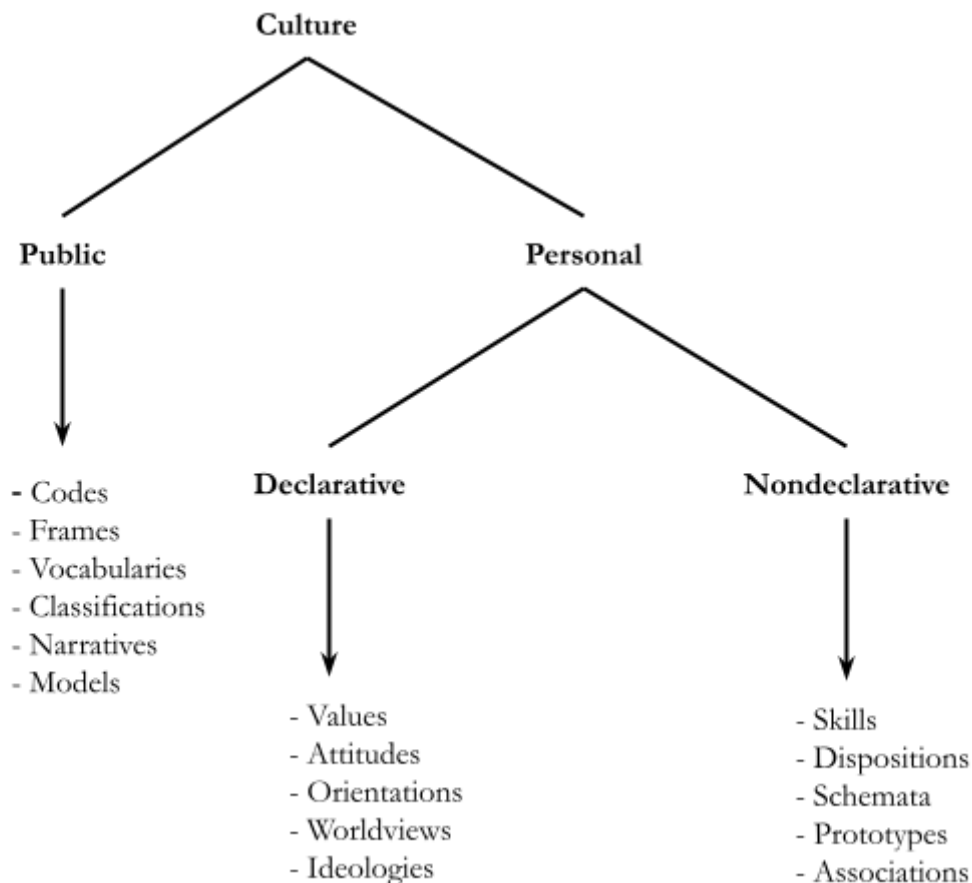 Culture
Public
Personal
- Codes
- Frames
- Vocabularies
- Classifications
- Narratives
- Models
Declarative
- Values
- Attitudes
- Orientations
- Worldviews
- Ideologies
Nondeclarative
- Skills
- Dispositions
- Schemata
- Prototypes
- Associations